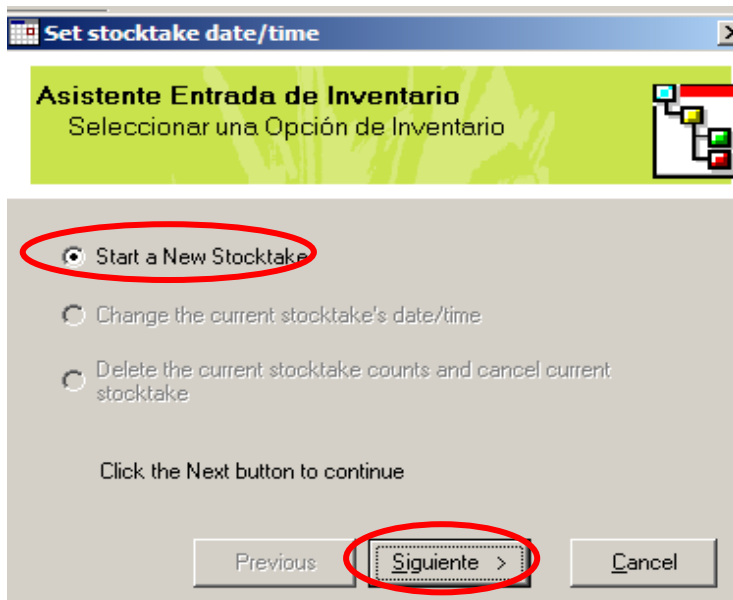 Set stocktake date/time
Asistente Entrada de Inventario
Seleccionar una Opción de Inventario
Start a New Stocktake
Change the current stocktake's date/time
Delete the current stocktake counts and cancel current
stocktake
Click the Next button to continue
Previous Siguiente > Cancel